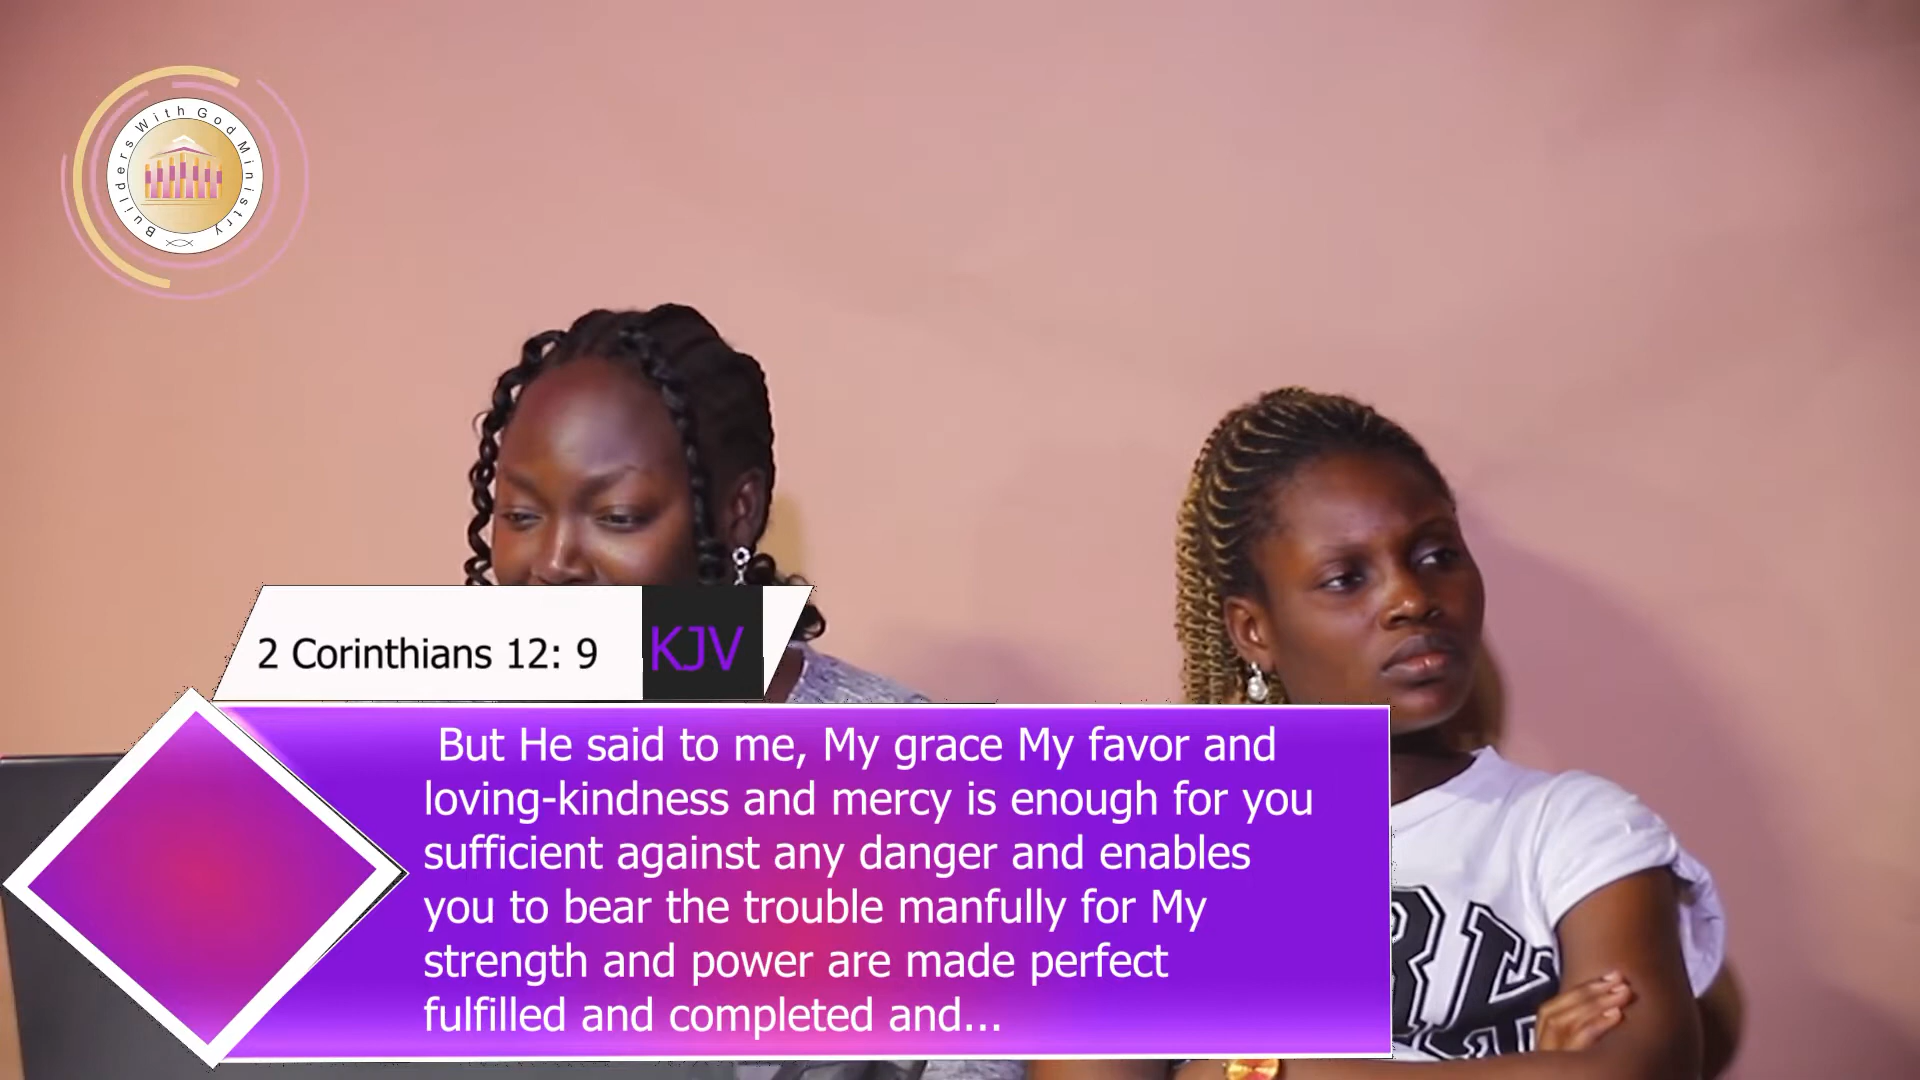 Builders With God Ministry
2 Corinthians 12: 9
KJV
But He said to me, My grace My favor and
loving-kindness and mercy is enough for you
sufficient against any danger and enables
you to bear the trouble manfully for My
strength and power are made perfect
fulfilled and completed and...